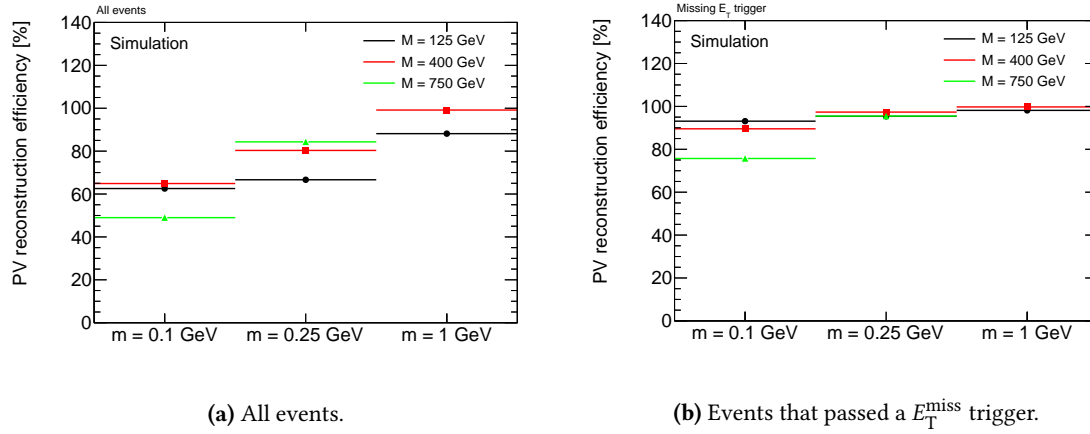 All events
PV reconstruction efficiency [%]
140
120
100
80
60
40
20
0
Simulation
M = 125 GeV
M = 400 GeV
M = 750 GeV
m = 0.1 GeV m = 0.25 GeV m = 1 GeV
(a) All events.
Missing E_T trigger
PV reconstruction efficiency [%]
140
120
100
80
60
40
20
0
Simulation
M = 125 GeV
M = 400 GeV
M = 750 GeV
m = 0.1 GeV m = 0.25 GeV m = 1 GeV
(b) Events that passed a E_T^miss trigger.